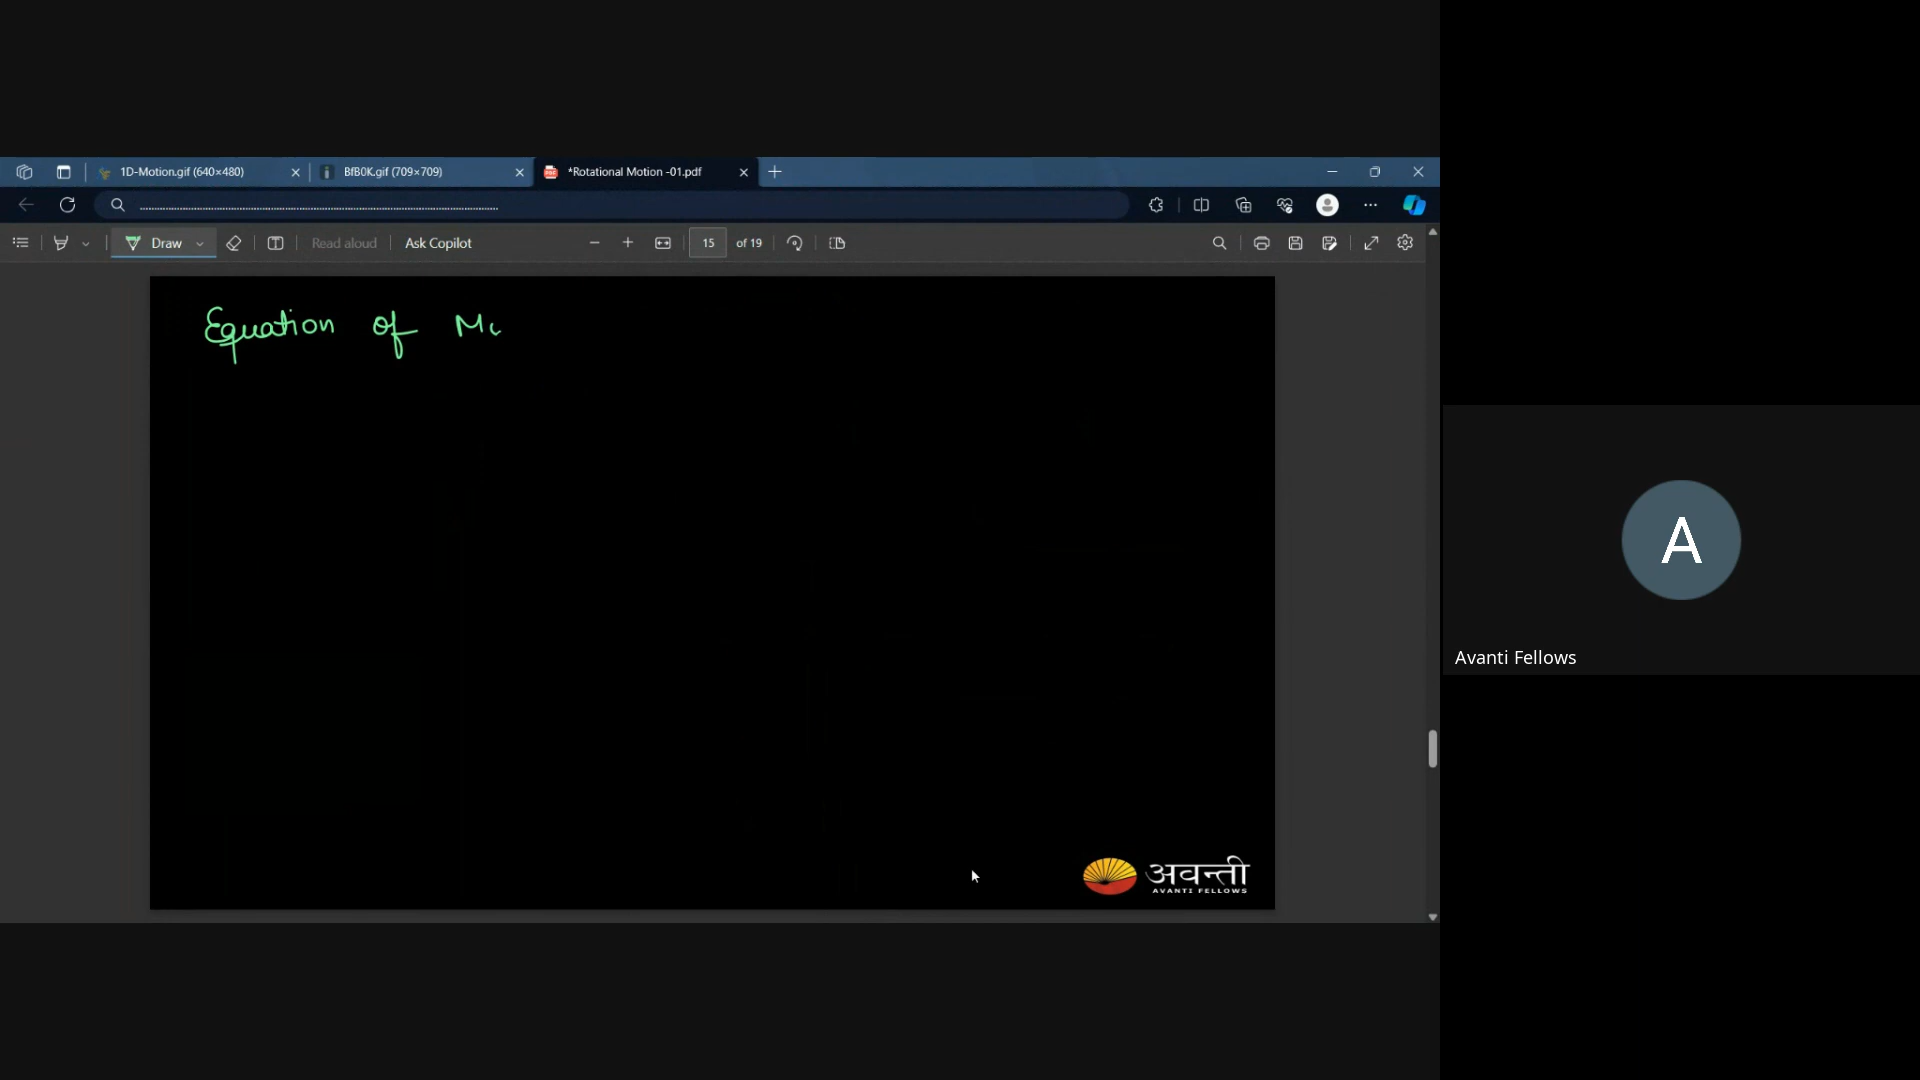 1D-Motion.gif (640×480)
BfB0K.gif (709×709)
*Rotational Motion -01.pdf
Draw
Read aloud
Ask Copilot
15 of 19
Equation of Mo
A
Avanti Fellows
अवन्ती
AVANTI FELLOWS